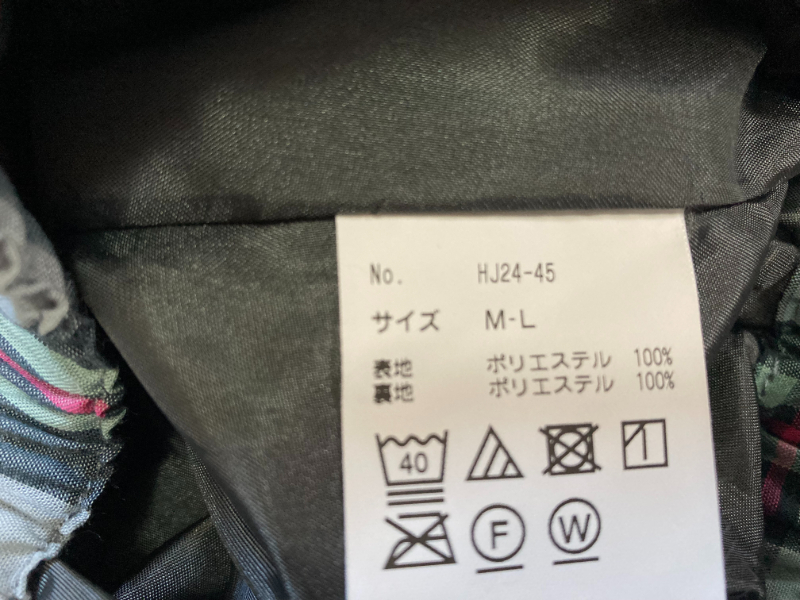 No. HJ24-45
サイズ M-L
表地 ポリエステル 100%
裏地 ポリエステル 100%
40
F W